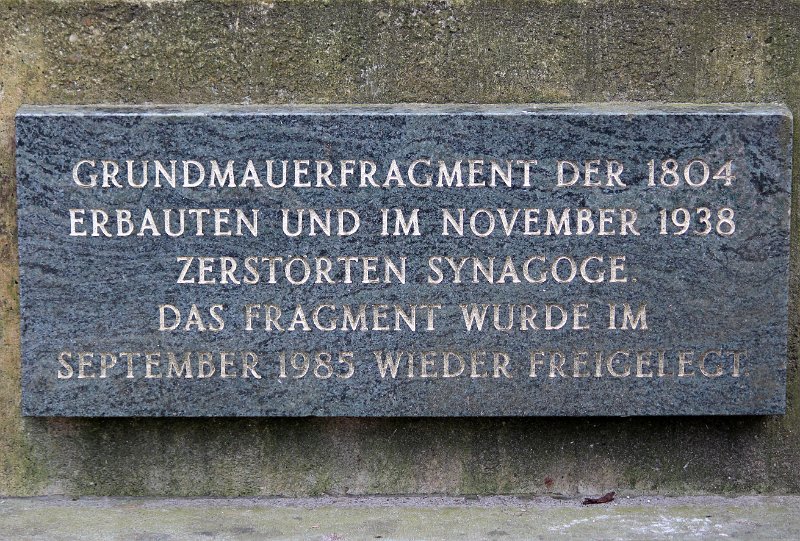 GRUNDMAUERFRAGMENT DER 1804
ERBAUTEN UND IM NOVEMBER 1938
ZERSTÖRTEN SYNAGOGE.
DAS FRAGMENT WURDE IM
SEPTEMBER 1985 WIEDER FREIGELEGT.